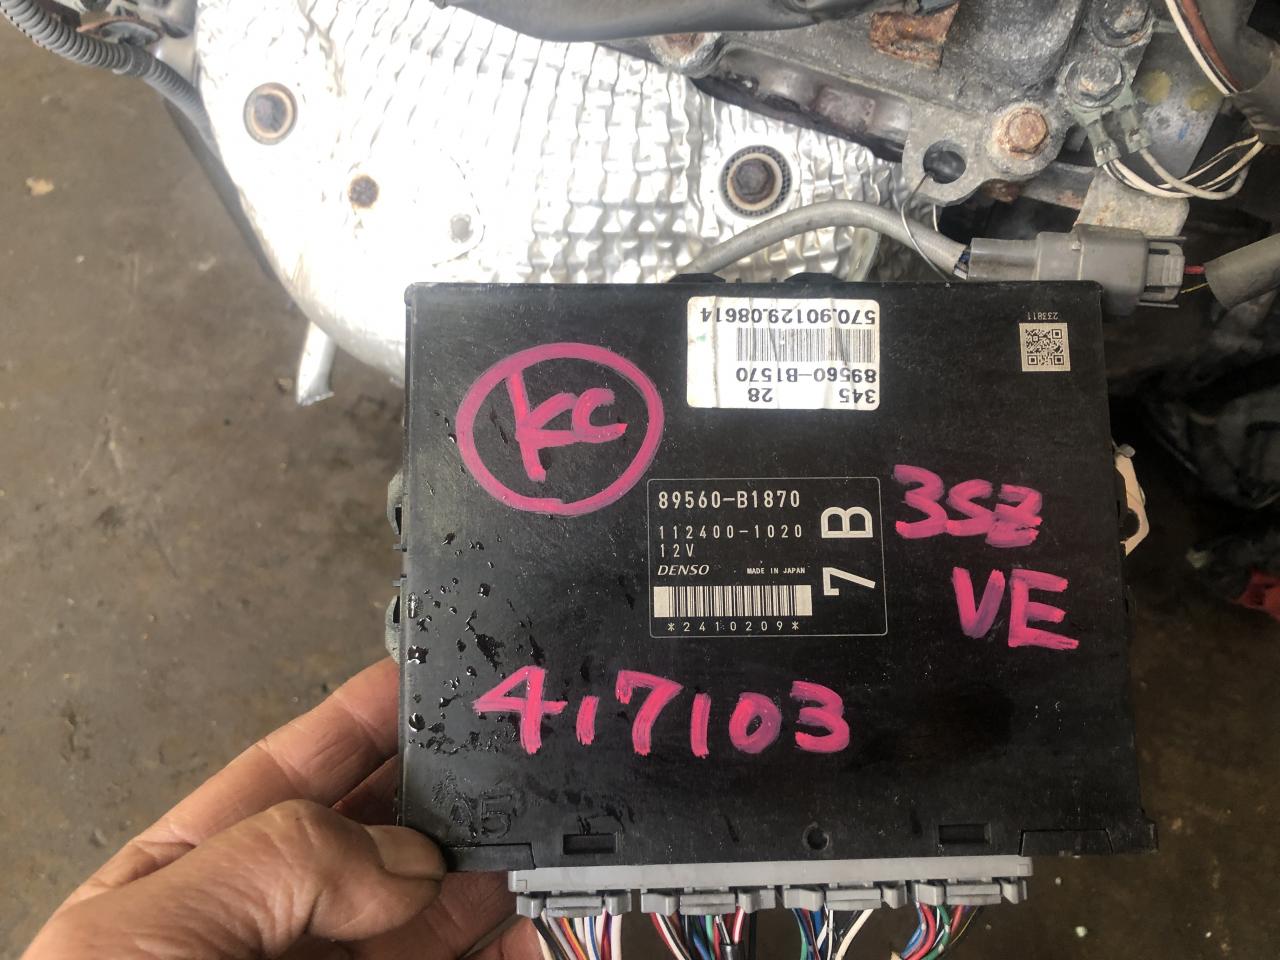 570.90129.08614
89560-B1570
345 28
233811
KC
89560-B1870
112400-1020
12V
DENSO MADE IN JAPAN
*2410209*
7B
3SZ
VE
417103